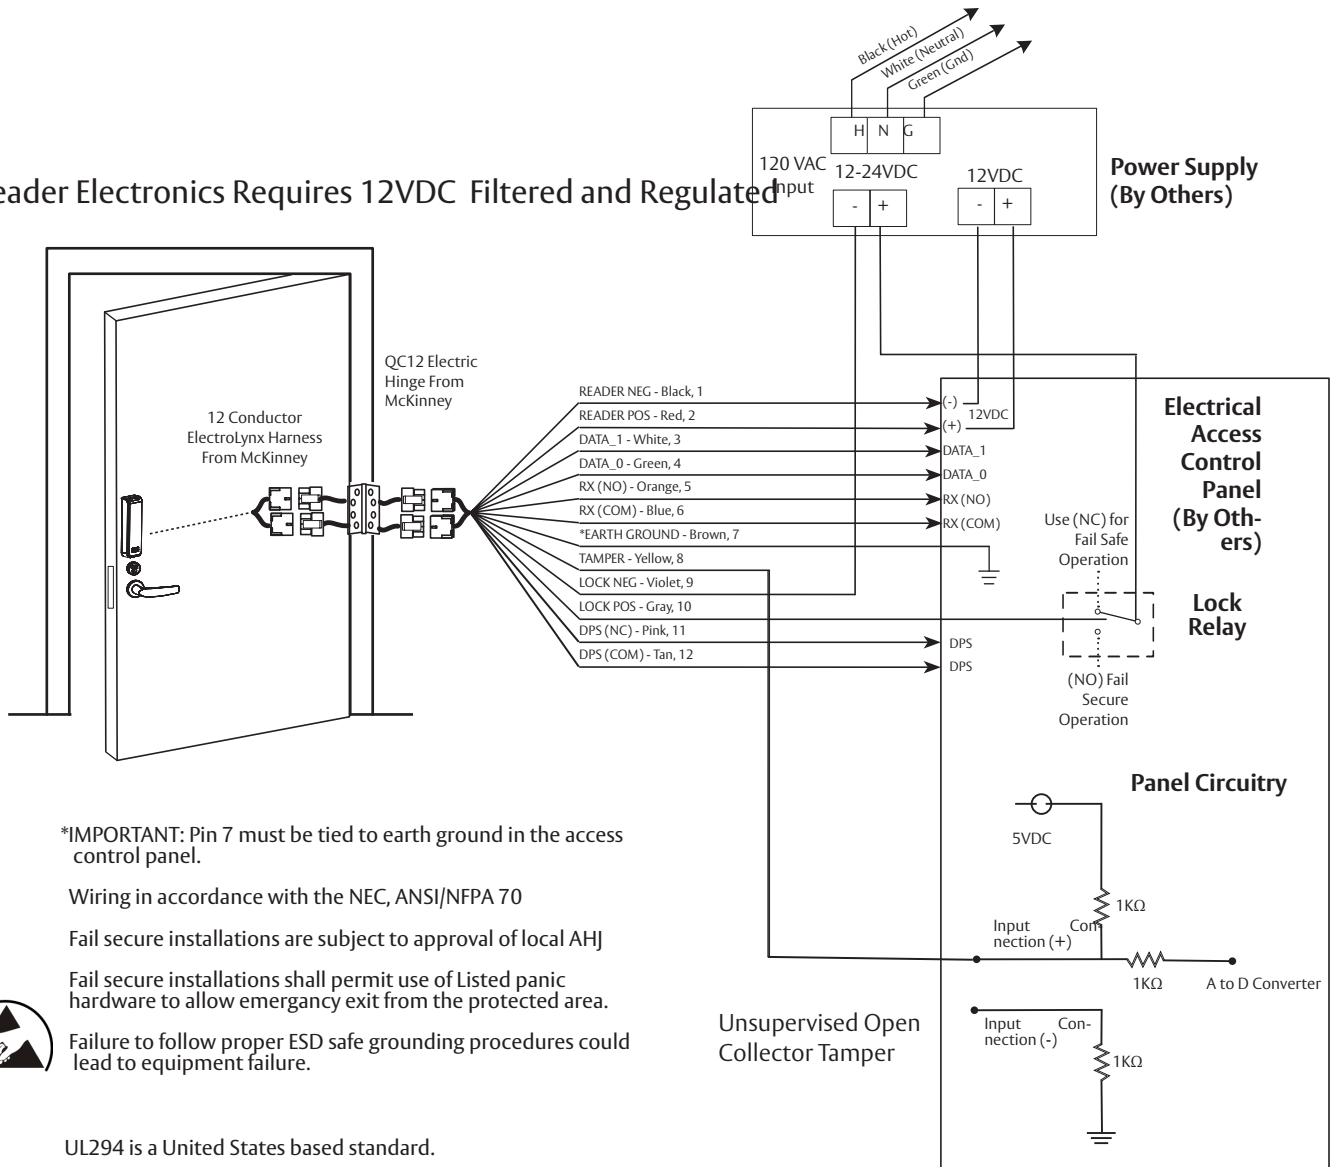 Black (Hot)
White (Neutral)
Green (Gnd)
H N G
120 VAC
Input
12-24VDC
12VDC
- +
- +
Power Supply
(By Others)
eader Electronics Requires 12VDC Filtered and Regulated
QC12 Electric
Hinge From
McKinney
12 Conductor
ElectroLynx Harness
From McKinney
READER NEG - Black, 1
READER POS - Red, 2
DATA_1 - White, 3
DATA_0 - Green, 4
RX (NO) - Orange, 5
RX (COM) - Blue, 6
*EARTH GROUND - Brown, 7
TAMPER - Yellow, 8
LOCK NEG - Violet, 9
LOCK POS - Gray, 10
DPS (NC) - Pink, 11
DPS (COM) - Tan, 12
(-)
12VDC
(+)
DATA_1
DATA_0
RX (NO)
RX (COM)
DPS
DPS
Electrical
Access
Control
Panel
(By Oth-
ers)
Use (NC) for
Fail Safe
Operation
Lock
Relay
(NO) Fail
Secure
Operation
Panel Circuitry
5VDC
1KΩ
Input Con-
nection (+)
1KΩ
A to D Converter
Input Con-
nection (-)
1KΩ
Unsupervised Open
Collector Tamper
*IMPORTANT: Pin 7 must be tied to earth ground in the access
control panel.
Wiring in accordance with the NEC, ANSI/NFPA 70
Fail secure installations are subject to approval of local AHJ
Fail secure installations shall permit use of Listed panic
hardware to allow emergancy exit from the protected area.
Failure to follow proper ESD safe grounding procedures could
lead to equipment failure.
UL294 is a United States based standard.